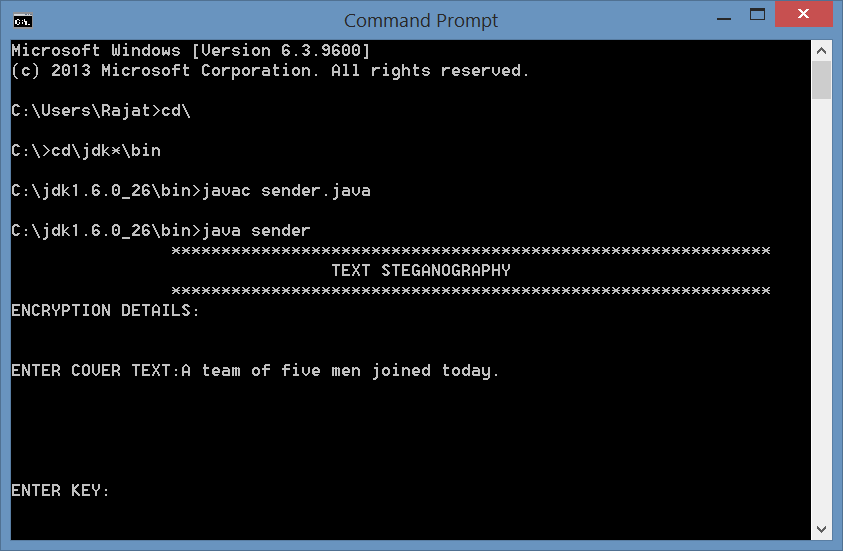 Command Prompt
Microsoft Windows [Version 6.3.9600]
(c) 2013 Microsoft Corporation. All rights reserved.
C:\Users\Rajat>cd\
C:\>cd\jdk*\bin
C:\jdk1.6.0_26\bin>javac sender.java
C:\jdk1.6.0_26\bin>java sender
************************************************************
TEXT STEGANOGRAPHY
************************************************************
ENCRYPTION DETAILS:
ENTER COVER TEXT:A team of five men joined today.
ENTER KEY: